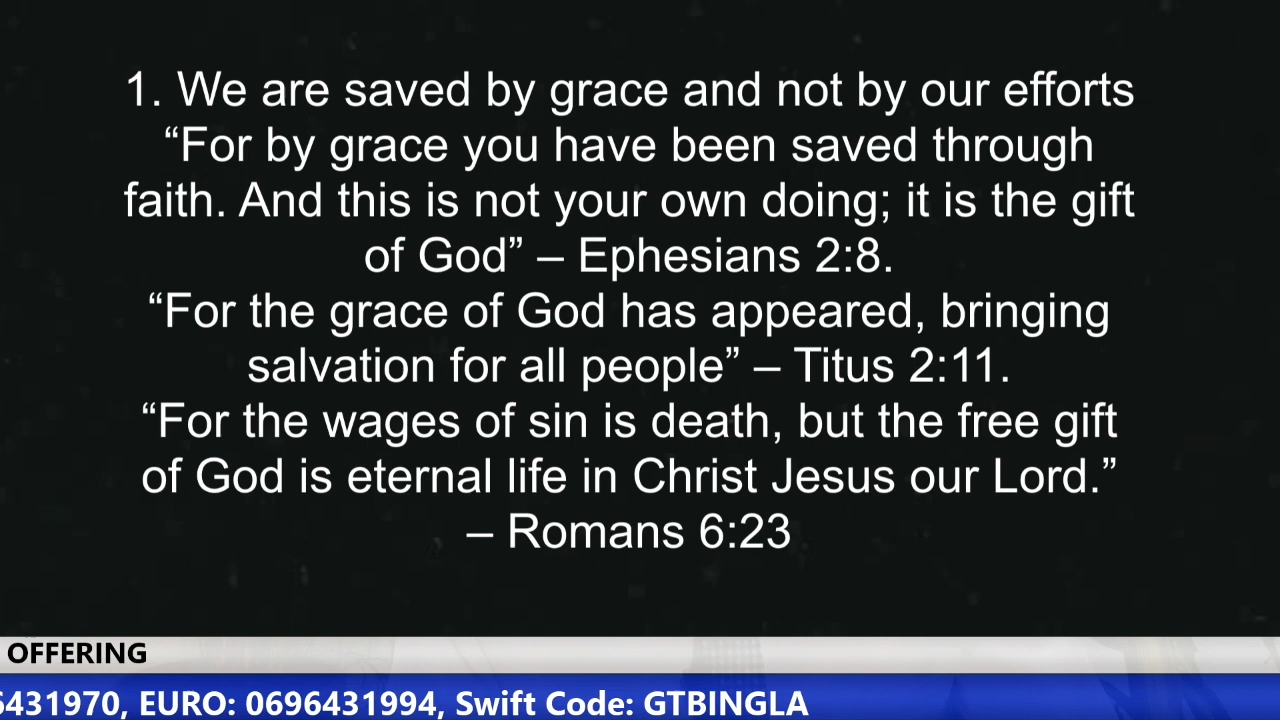 1. We are saved by grace and not by our efforts
“For by grace you have been saved through
faith. And this is not your own doing; it is the gift
of God” – Ephesians 2:8.
“For the grace of God has appeared, bringing
salvation for all people” – Titus 2:11.
“For the wages of sin is death, but the free gift
of God is eternal life in Christ Jesus our Lord.”
– Romans 6:23
OFFERING
6431970, EURO: 0696431994, Swift Code: GTBINGLA